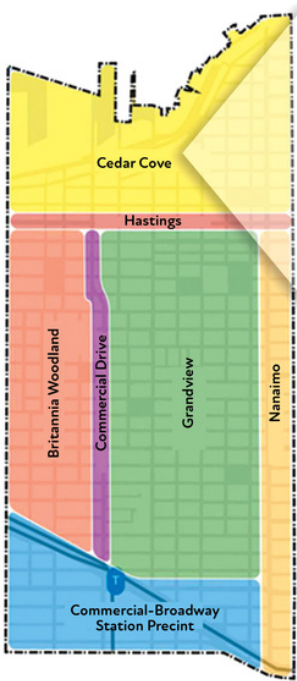 Cedar Cove
Hastings
Britannia Woodland
Commercial Drive
Grandview
Nanaimo
T
Commercial-Broadway
Station Precint